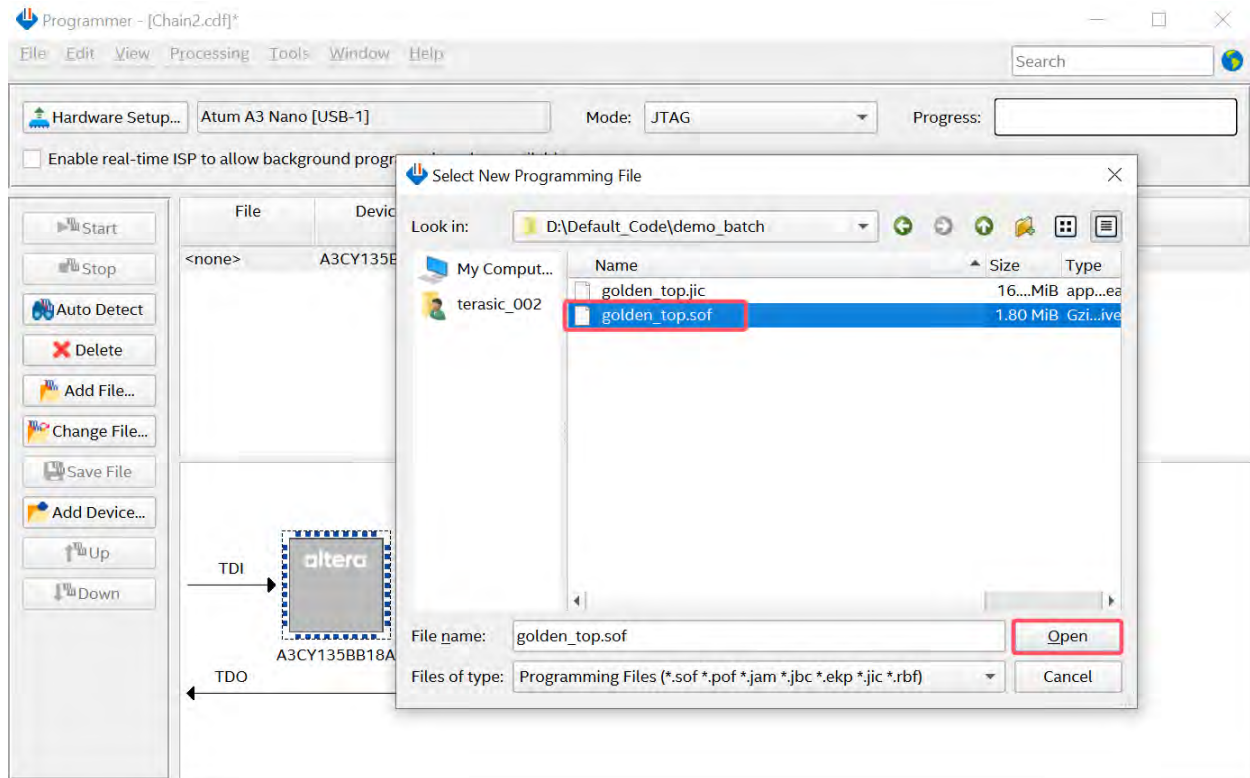 Programmer - [Chain2.cdf]*
File Edit View Processing Tools Window Help
Search
Hardware Setup... Atum A3 Nano [USB-1] Mode: JTAG Progress:
Enable real-time ISP to allow background
Select New Programming File
Look in: D:\Default_Code\demo_batch
My Comput...
terasic_002
Name Size Type
golden_top.jic 16....MiB app...ea
golden_top.sof 1.80 MiB Gzi...ive
File name: golden_top.sof Open
Files of type: Programming Files (*.sof *.pof *.jam *.jbc *.ekp *.jic *.rbf) Cancel
Start
Stop
Auto Detect
Delete
Add File...
Change File...
Save File
Add Device...
Up
Down
File Devic
<none> A3CY135B
TDI
altera
A3CY135BB18A
TDO